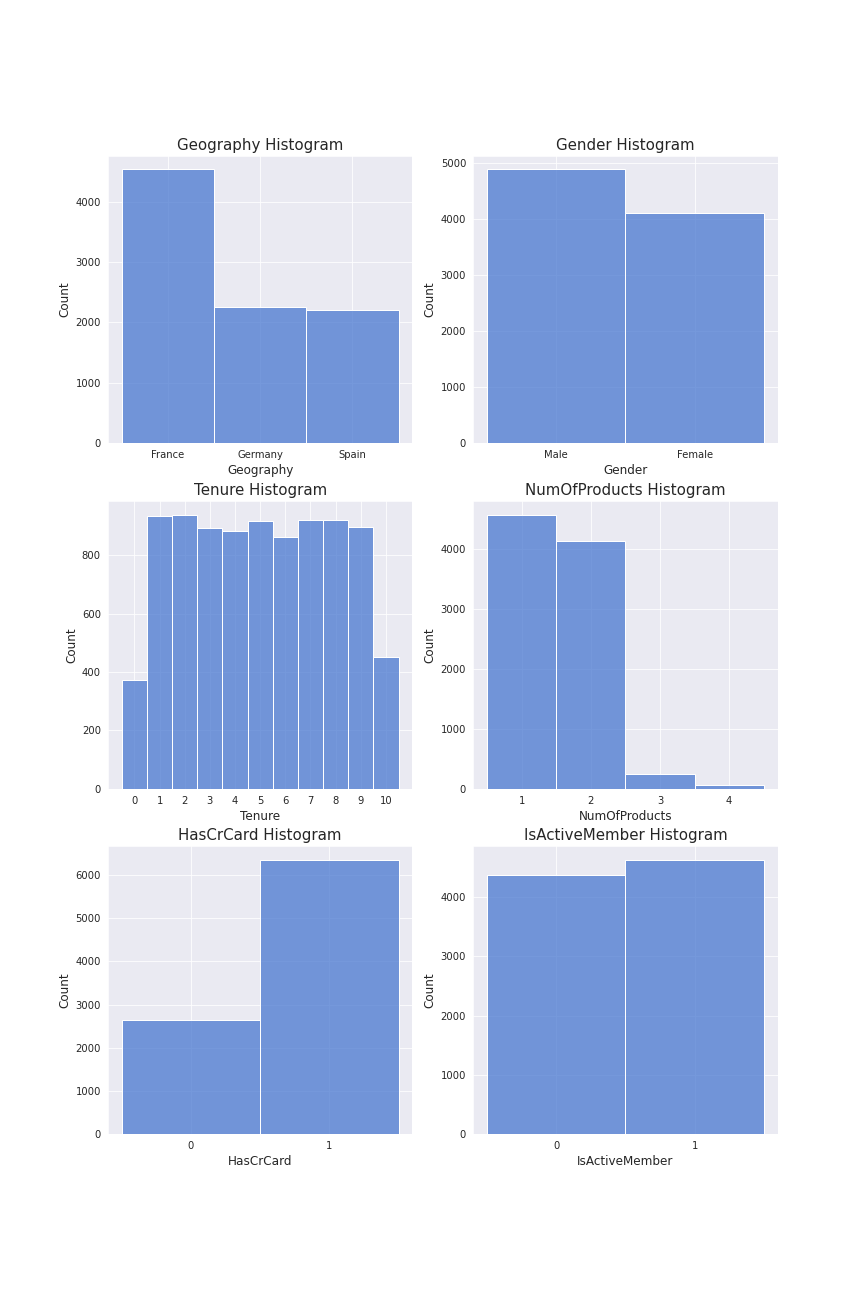 Geography Histogram
Count
4000
3000
2000
1000
0
France Germany Spain
Geography
Gender Histogram
Count
5000
4000
3000
2000
1000
0
Male Female
Gender
Tenure Histogram
Count
800
600
400
200
0
0 1 2 3 4 5 6 7 8 9 10
Tenure
NumOfProducts Histogram
Count
4000
3000
2000
1000
0
1 2 3 4
NumOfProducts
HasCrCard Histogram
Count
6000
5000
4000
3000
2000
1000
0
0 1
HasCrCard
IsActiveMember Histogram
Count
4000
3000
2000
1000
0
0 1
IsActiveMember